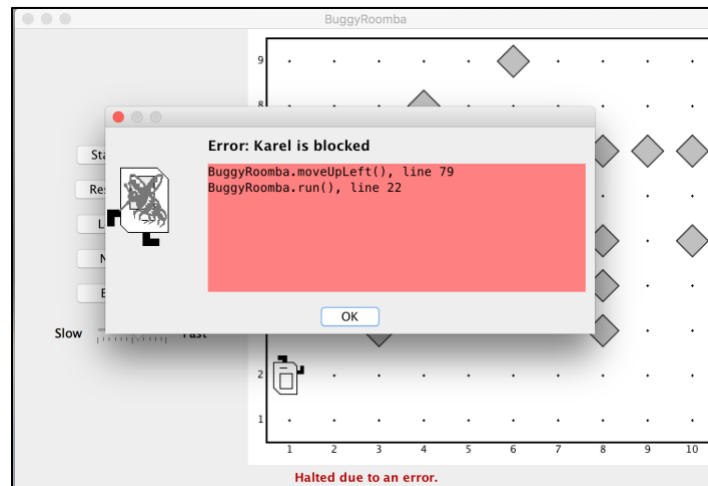 BuggyRoomba
9
8
Error: Karel is blocked
BuggyRoomba.moveUpLeft(), line 79
BuggyRoomba.run(), line 22
OK
Slow
2
1
1 2 3 4 5 6 7 8 9 10
Halted due to an error.